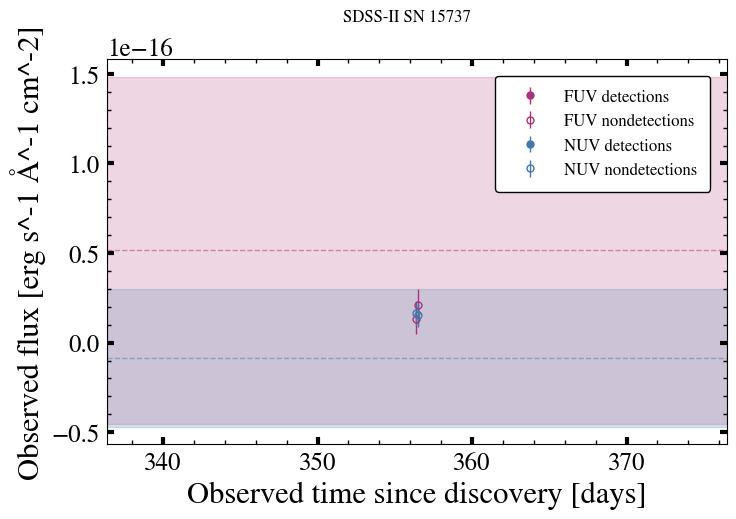 SDSS-II SN 15737
1e−16
Observed flux [erg s^-1 Å^-1 cm^-2]
1.5
1.0
0.5
0.0
−0.5
FUV detections
FUV nondetections
NUV detections
NUV nondetections
340 350 360 370
Observed time since discovery [days]